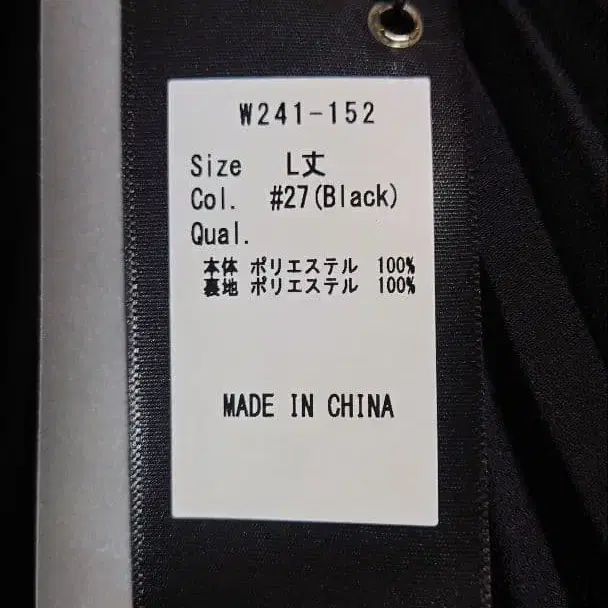 W241-152
Size L丈
Col. #27(Black)
Qual.
本体 ポリエステル 100%
裏地 ポリエステル 100%
MADE IN CHINA